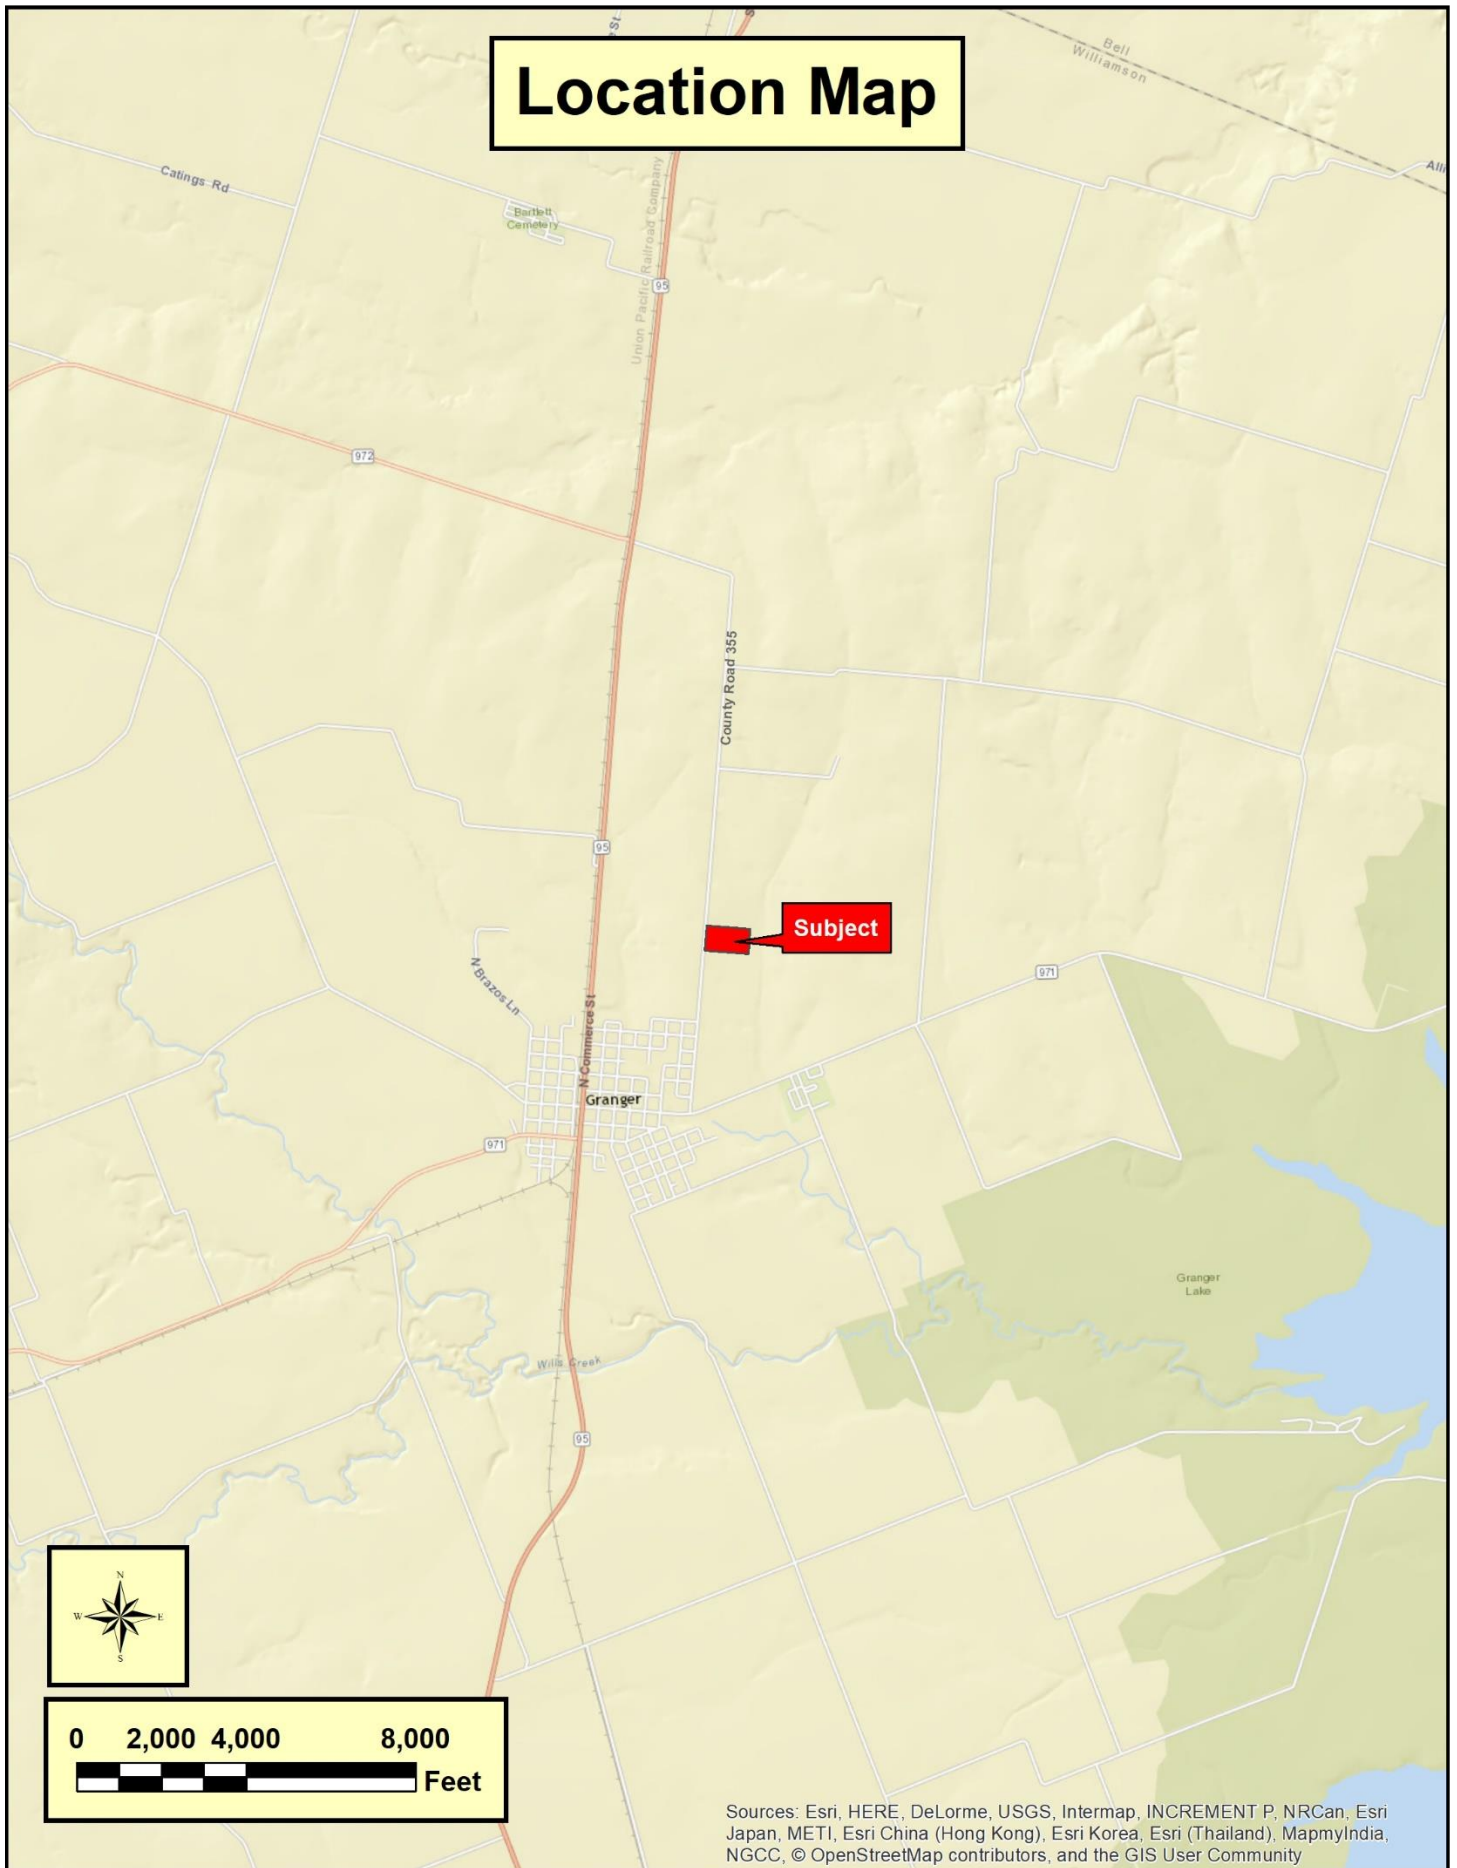 Location Map
Bell
Williamson
Catings Rd
Bartlett
Cemetery
Union Pacific Railroad Company
95
972
County Road 355
95
Subject
971
N Brazos Ln
N Commerce St
Granger
971
Granger
Lake
Willis Creek
95
N
W E
S
0 2,000 4,000 8,000
Feet
Sources: Esri, HERE, DeLorme, USGS, Intermap, INCREMENT P, NRCan, Esri
Japan, METI, Esri China (Hong Kong), Esri Korea, Esri (Thailand), MapmyIndia,
NGCC, © OpenStreetMap contributors, and the GIS User Community